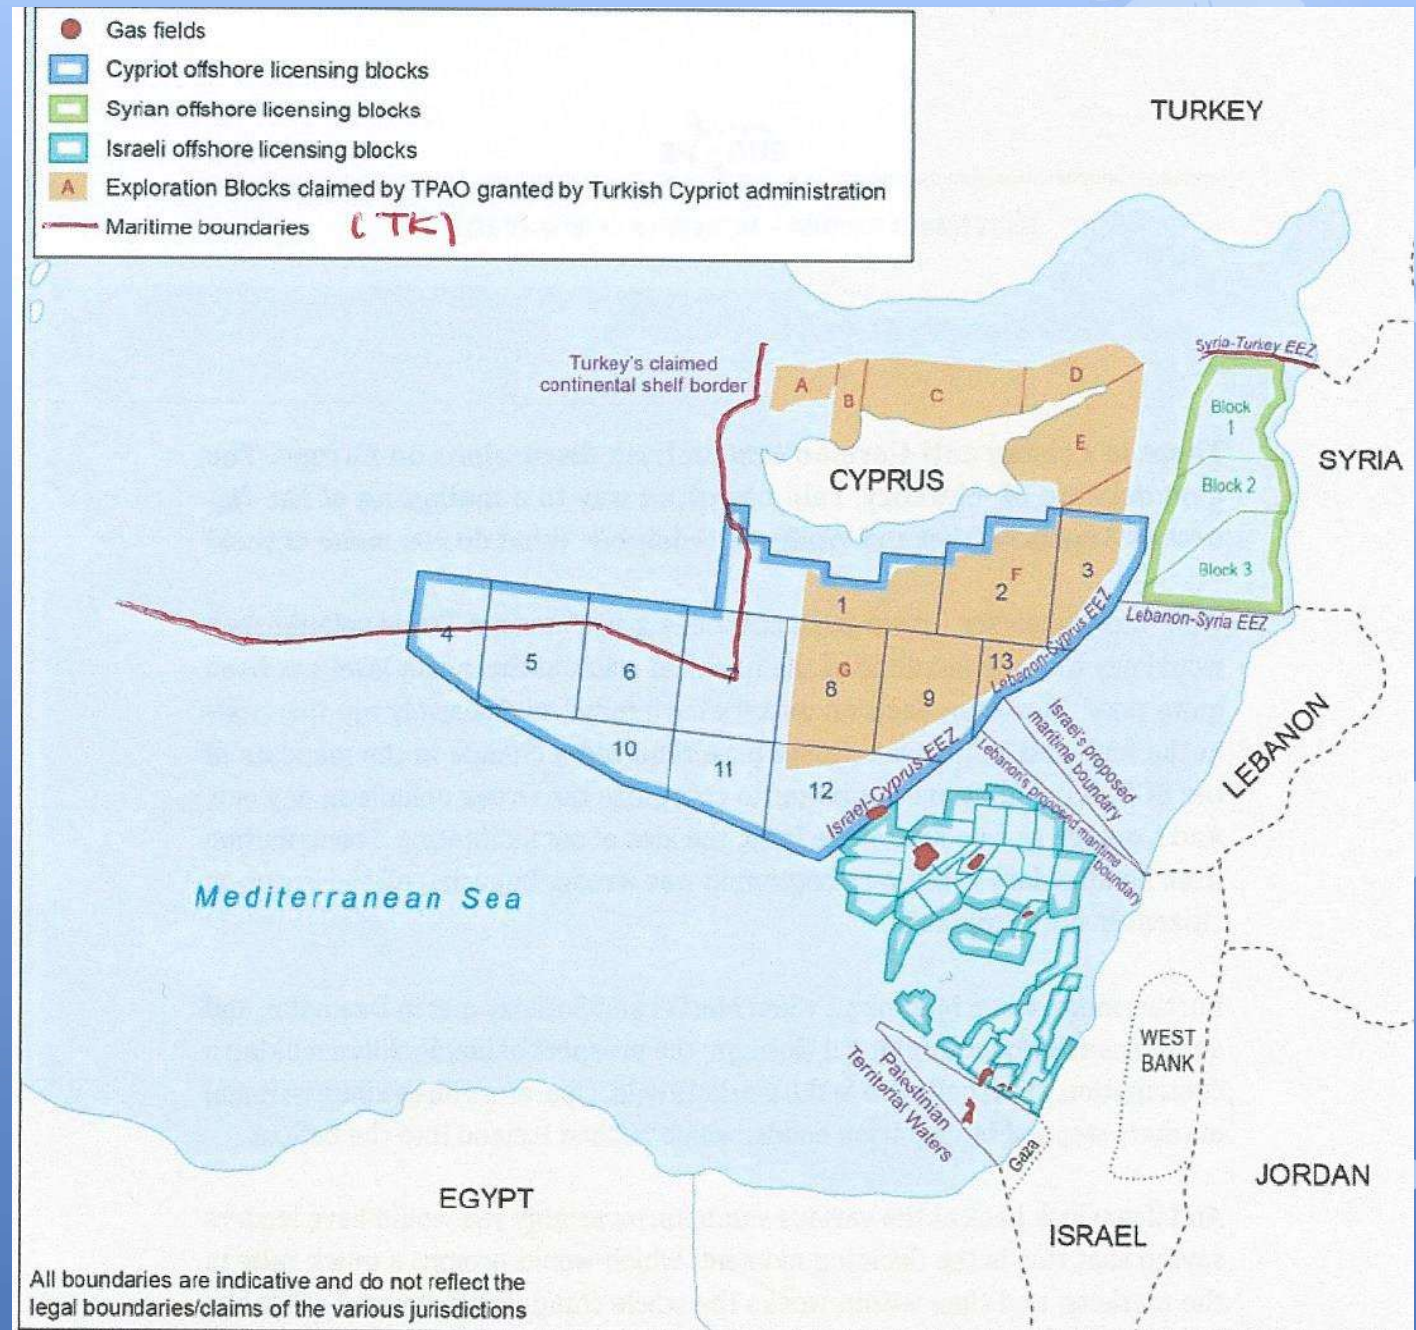 Gas fields
Cypriot offshore licensing blocks
Syrian offshore licensing blocks
Israeli offshore licensing blocks
A Exploration Blocks claimed by TPAO granted by Turkish Cypriot administration
Maritime boundaries (TK)
TURKEY
Turkey's claimed
continental shelf border
Syria-Turkey EEZ
A
B
C
D
E
Block
1
Block 2
Block 3
SYRIA
CYPRUS
Lebanon-Syria EEZ
Lebanon-Cyprus EEZ
1
2
F
3
4
5
6
7
8
G
9
13
10
11
12
Israel-Cyprus EEZ
Israel's proposed
maritime boundary
Lebanon's proposed maritime
boundary
LEBANON
Mediterranean Sea
Palestinian
Territorial Waters
Gaza
WEST
BANK
JORDAN
EGYPT
ISRAEL
All boundaries are indicative and do not reflect the
legal boundaries/claims of the various jurisdictions